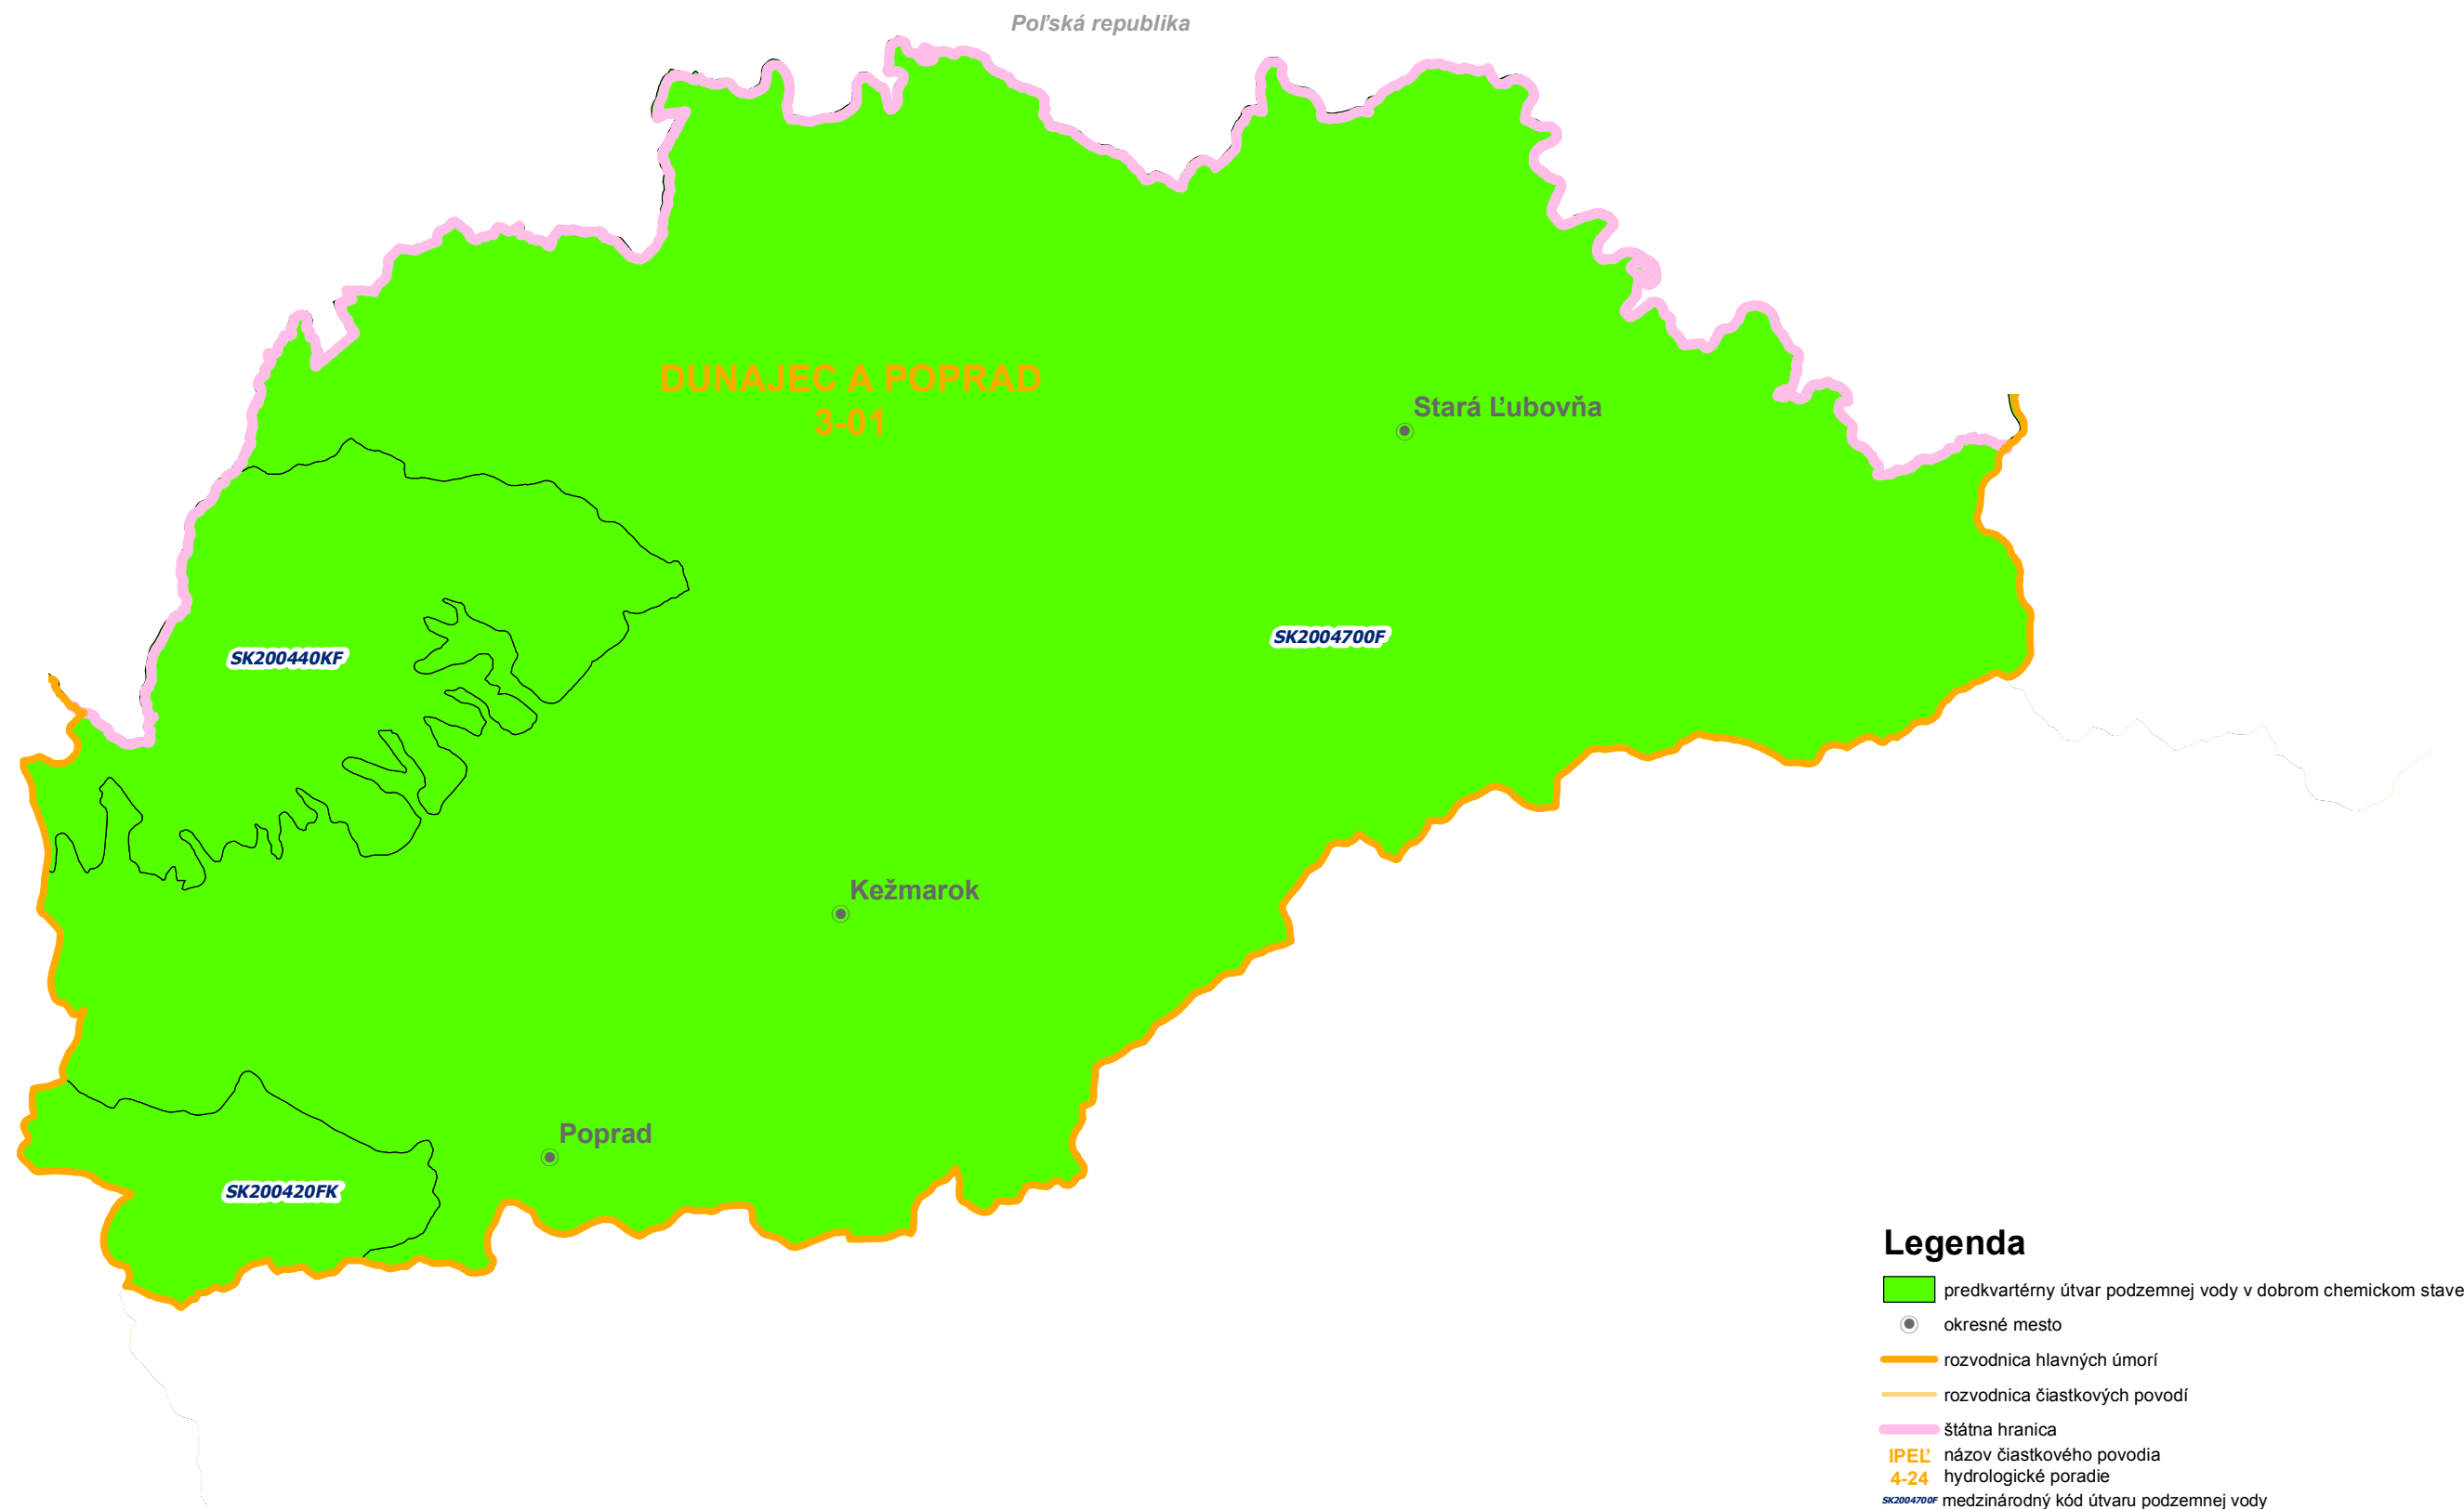 Poľská republika
DUNAJEC A POPRAD
3-01
Stará Ľubovňa
SK2004700F
SK200440KF
Kežmarok
Poprad
SK200420FK
Legenda
predkvartérny útvar podzemnej vody v dobrom chemickom stave
okresné mesto
rozvodnica hlavných úmorí
rozvodnica čiastkových povodí
štátna hranica
IPEĽ názov čiastkového povodia
4-24 hydrologické poradie
SK2004700F medzinárodný kód útvaru podzemnej vody